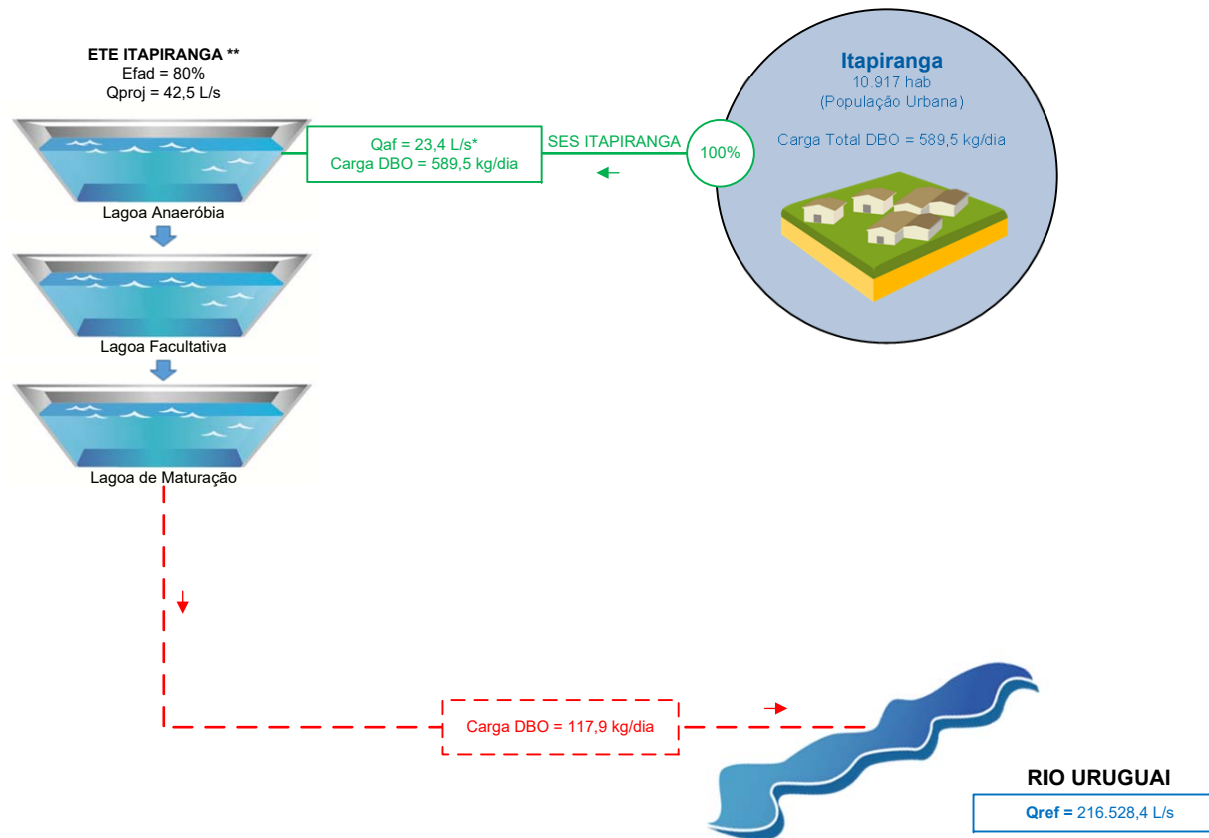 ETE ITAPIRANGA **
Efad = 80%
Qproj = 42,5 L/s
Lagoa Anaeróbia
Lagoa Facultativa
Lagoa de Maturação
Qaf = 23,4 L/s*
Carga DBO = 589,5 kg/dia
SES ITAPIRANGA
100%
Itapiranga
10.917 hab
(População Urbana)
Carga Total DBO = 589,5 kg/dia
Carga DBO = 117,9 kg/dia
RIO URUGUAI
Qref = 216.528,4 L/s